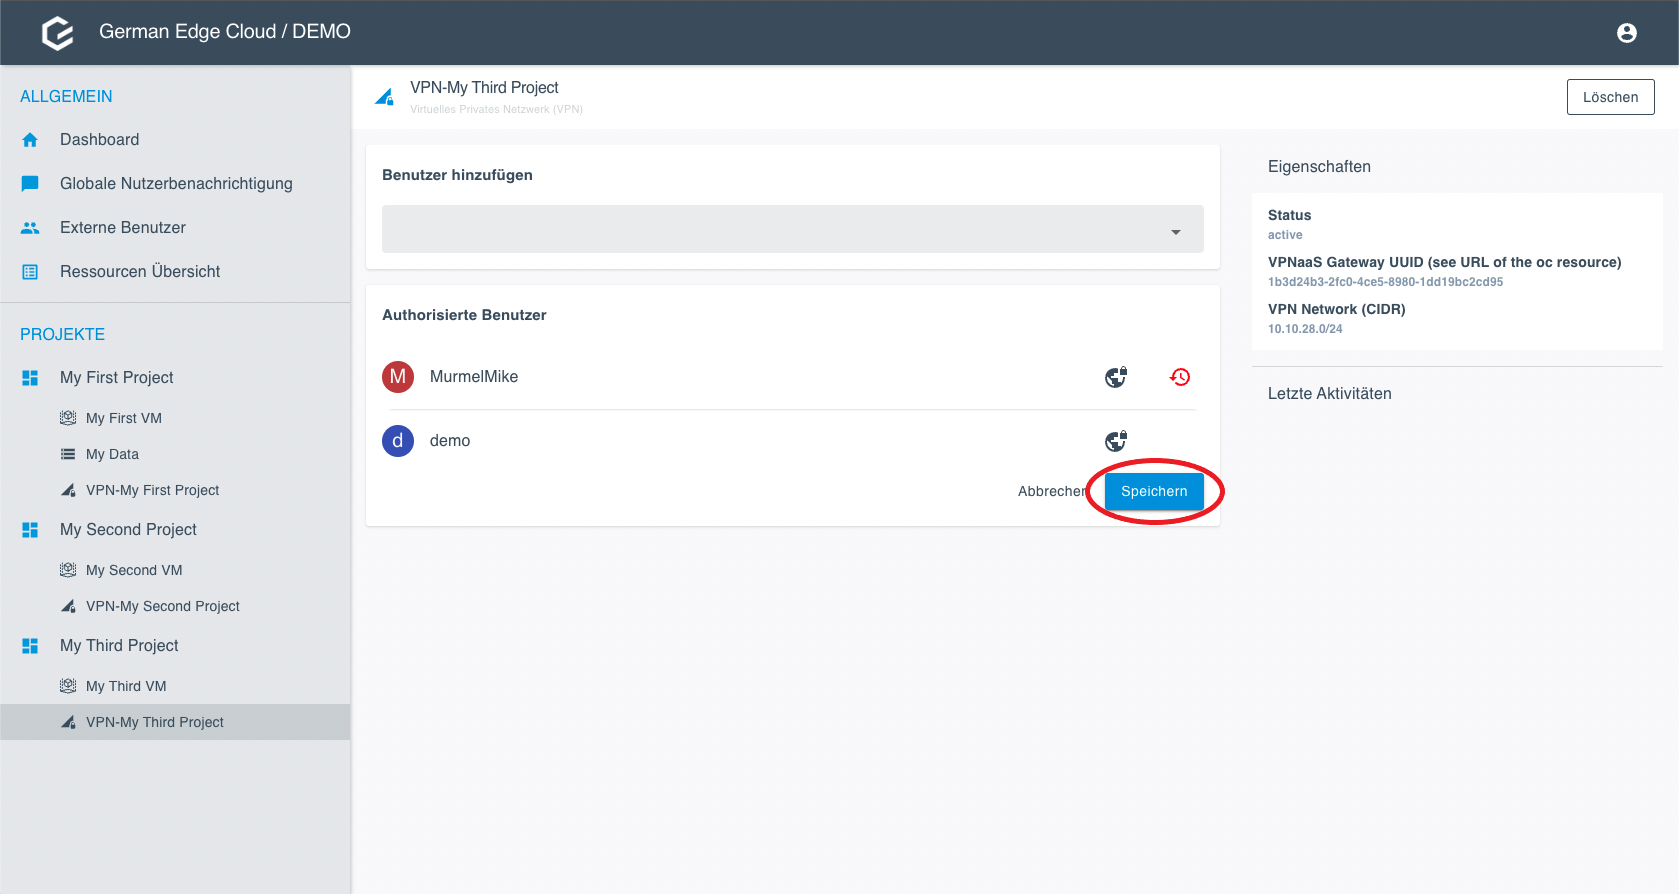 German Edge Cloud / DEMO
ALLGEMEIN
Dashboard
Globale Nutzerbenachrichtigung
Externe Benutzer
Ressourcen Übersicht
PROJEKTE
My First Project
My First VM
My Data
VPN-My First Project
My Second Project
My Second VM
VPN-My Second Project
My Third Project
My Third VM
VPN-My Third Project
VPN-My Third Project
Virtuelles Privates Netzwerk (VPN)
Löschen
Benutzer hinzufügen
Authorisierte Benutzer
M MurmelMike
d demo
Abbrechen Speichern
Eigenschaften
Status
active
VPNaaS Gateway UUID (see URL of the oc resource)
1b3d24b3-2fc0-4ce5-8980-1dd19bc2cd95
VPN Network (CIDR)
10.10.28.0/24
Letzte Aktivitäten